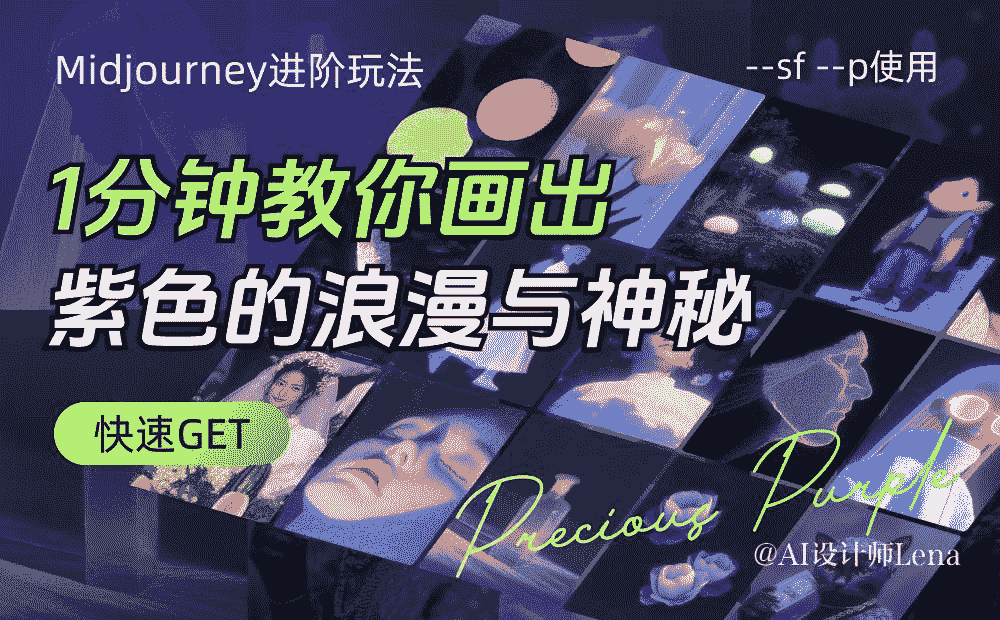 Midjourney进阶玩法
--sf --p使用
1分钟教你画出
紫色的浪漫与神秘
快速GET
Precious Purple
@AI设计师Lena